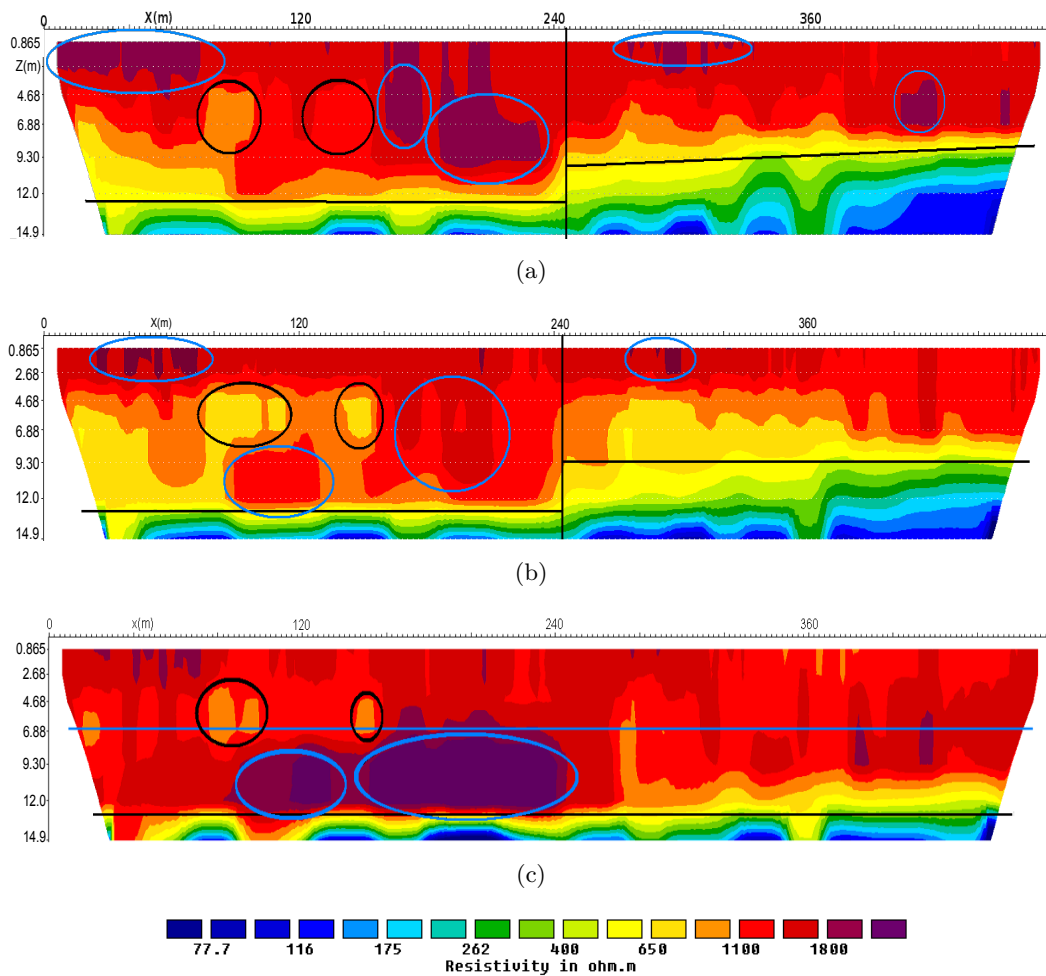 0 X(m) 120 240 360
0.865
Z(m)
4.68
6.88
9.30
12.0
14.9
(a)
0 X(m) 120 240 360
0.865
2.68
4.68
6.88
9.30
12.0
14.9
(b)
0 x(m) 120 240 360
0.865
2.68
4.68
6.88
9.30
12.0
14.9
(c)
77.7 116 175 262 400 650 1100 1800
Resistivity in ohm.m